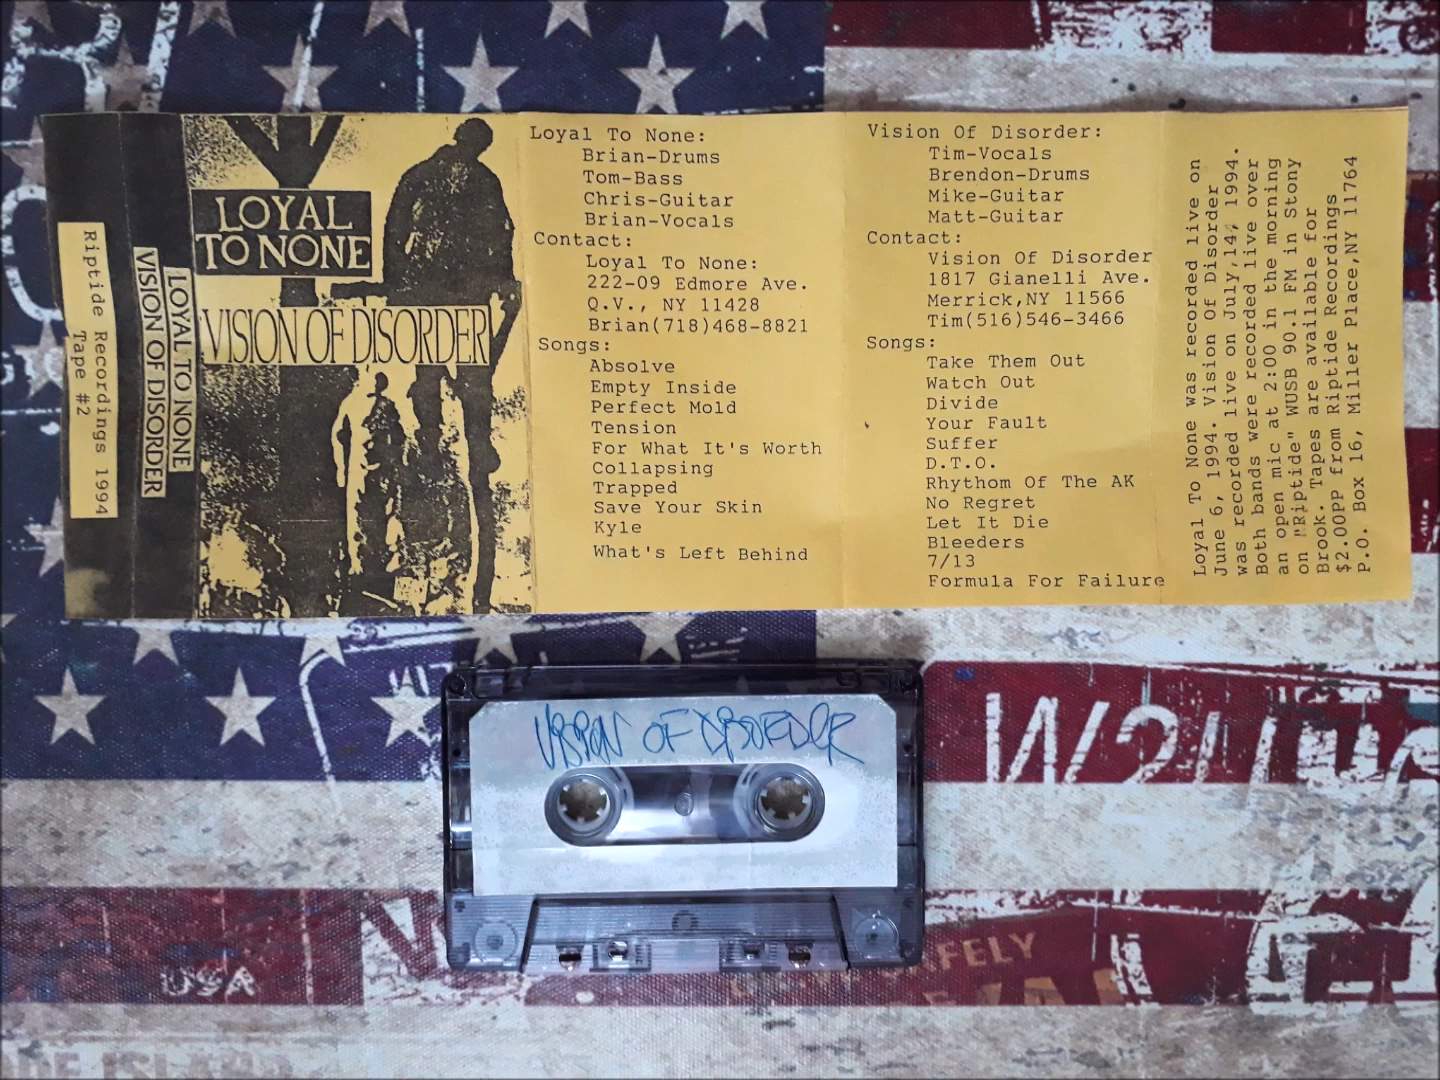 Riptide Recordings 1994
Tape #2
LOYAL TO NONE
VISION OF DISORDER
LOYAL
TO NONE
VISION OF DISORDER
Loyal To None:
Brian-Drums
Tom-Bass
Chris-Guitar
Brian-Vocals
Contact:
Loyal To None:
222-09 Edmore Ave.
Q.V., NY 11428
Brian(718)468-8821
Songs:
Absolve
Empty Inside
Perfect Mold
Tension
For What It's Worth
Collapsing
Trapped
Save Your Skin
Kyle
What's Left Behind
Vision Of Disorder:
Tim-Vocals
Brendon-Drums
Mike-Guitar
Matt-Guitar
Contact:
Vision Of Disorder
1817 Gianelli Ave.
Merrick,NY 11566
Tim(516)546-3466
Songs:
Take Them Out
Watch Out
Divide
Your Fault
Suffer
D.T.O.
Rhythom Of The AK
No Regret
Let It Die
Bleeders
7/13
Formula For Failure
Loyal To None was recorded live on
June 6, 1994. Vision Of Disorder
was recorded live on July,14, 1994.
Both bands were recorded live over
an open mic at 2:00 in the morning
on "Riptide" WUSB 90.1 FM in Stony
Brook. Tapes are available for
$2.00PP from Riptide Recordings
P.O. Box 16, Miller Place,NY 11764
VISION OF DISORDER
USA
ISLAND